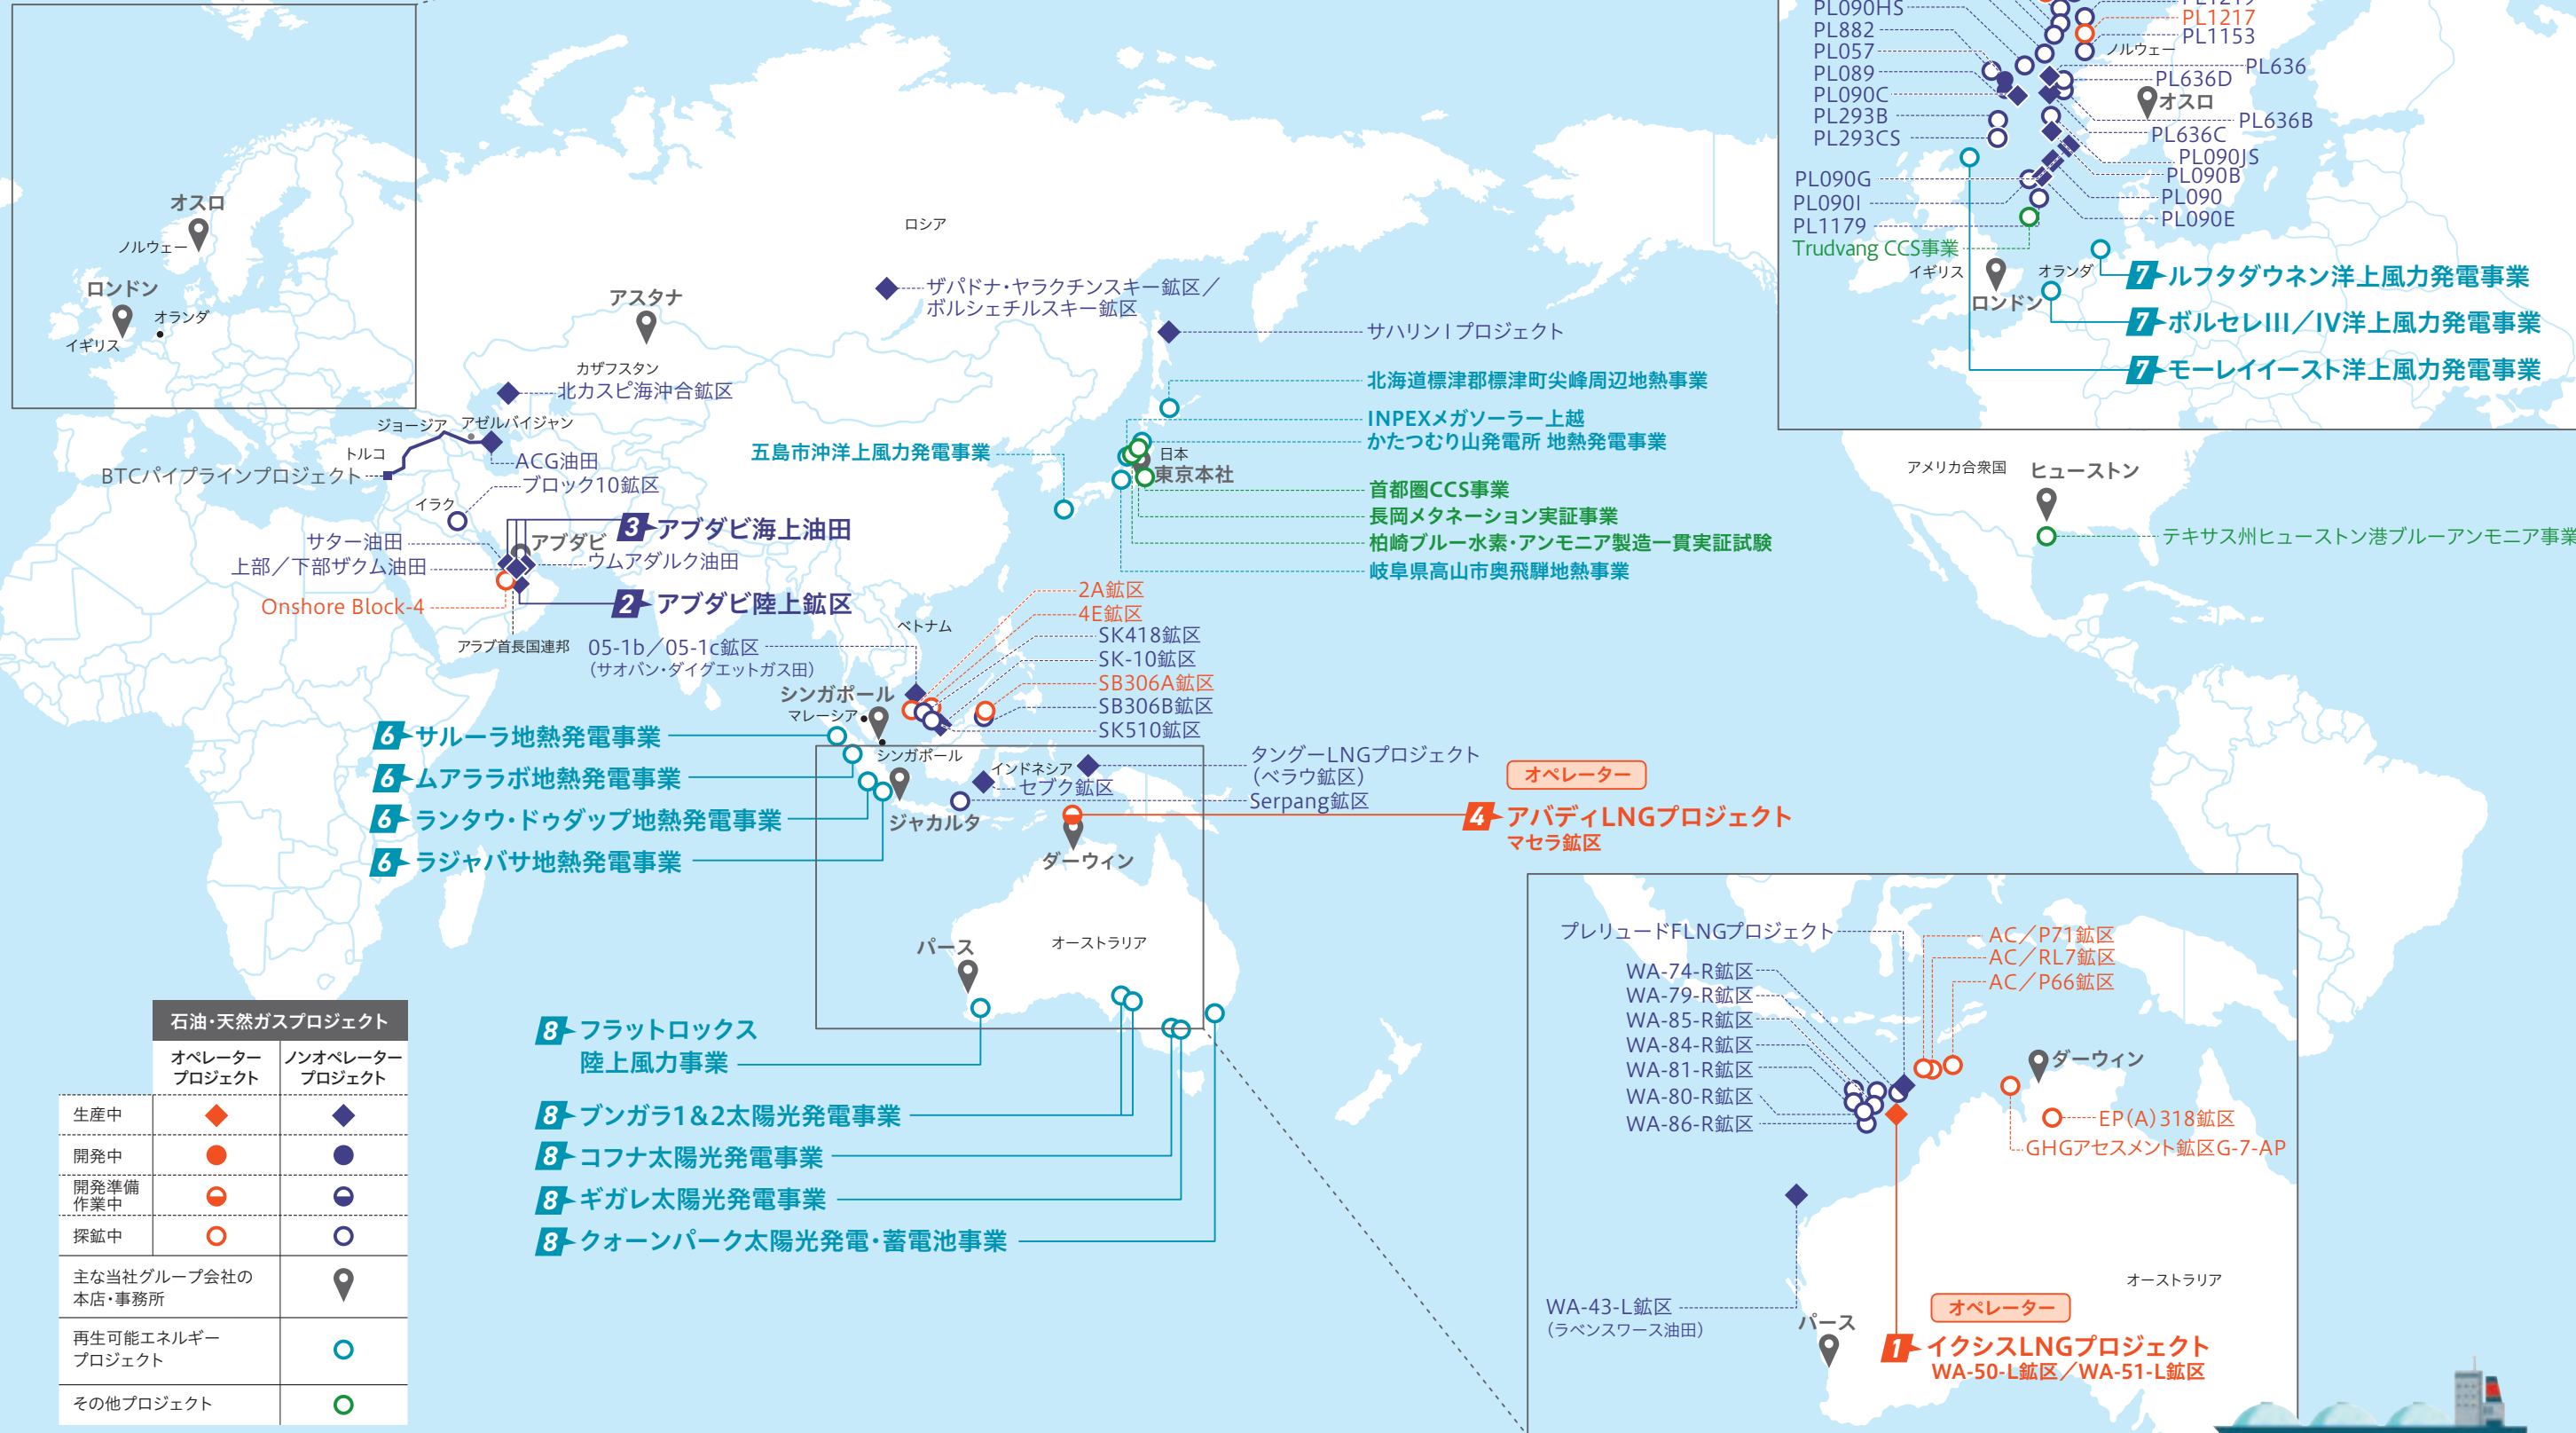 オスロ
ノルウェー
ロンドン
オランダ
イギリス
ロシア
アスタナ
カザフスタン
ザパドナ・ヤラクチンスキー鉱区／
ボルシェチルスキー鉱区
サハリンIプロジェクト
北カスピ海沖合鉱区
ジョージア
アゼルバイジャン
トルコ
BTCパイプラインプロジェクト
ACG油田
ブロック10鉱区
イラク
サター油田
上部／下部ザクム油田
Onshore Block-4
アブダビ
3 アブダビ海上油田
ウムアダルク油田
2 アブダビ陸上鉱区
アラブ首長国連邦
北海道標津郡標津町尖峰周辺地熱事業
INPEXメガソーラー上越
かたつむり山発電所 地熱発電事業
五島市沖洋上風力発電事業
日本
東京本社
首都圏CCS事業
長岡メタネーション実証事業
柏崎ブルー水素・アンモニア製造一貫実証試験
岐阜県高山市奥飛騨地熱事業
ベトナム
05-1b／05-1c鉱区
（サオバン・ダイグエットガス田）
2A鉱区
4E鉱区
SK418鉱区
SK-10鉱区
SB306A鉱区
SB306B鉱区
SK510鉱区
シンガポール
マレーシア
シンガポール
6 サルーラ地熱発電事業
6 ムアララボ地熱発電事業
6 ランタウ・ドゥダップ地熱発電事業
6 ラジャバサ地熱発電事業
インドネシア
セブク鉱区
ジャカルタ
タングーLNGプロジェクト
（ベラウ鉱区）
Serpang鉱区
オペレーター
4 アバディLNGプロジェクト
マセラ鉱区
ダーウィン
パース
オーストラリア
8 フラットロックス
陸上風力事業
8 ブンガラ1＆2太陽光発電事業
8 コフナ太陽光発電事業
8 ギガレ太陽光発電事業
8 クォーンパーク太陽光発電・蓄電池事業
PL090HS
PL882
PL057
PL089
PL090C
PL293B
PL293CS
PL090G
PL090I
PL1179
Trudvang CCS事業
PL1219
PL1217
PL1153
ノルウェー
PL636
PL636D
オスロ
PL636B
PL636C
PL090JS
PL090B
PL090
PL090E
イギリス
オランダ
ロンドン
7 ルフタダウネン洋上風力発電事業
7 ボルセレIII／IV洋上風力発電事業
7 モーレイイースト洋上風力発電事業
アメリカ合衆国
ヒューストン
テキサス州ヒューストン港ブルーアンモニア事業
プレリュードFLNGプロジェクト
WA-74-R鉱区
WA-79-R鉱区
WA-85-R鉱区
WA-84-R鉱区
WA-81-R鉱区
WA-80-R鉱区
WA-86-R鉱区
AC／P71鉱区
AC／RL7鉱区
AC／P66鉱区
ダーウィン
EP(A)318鉱区
GHGアセスメント鉱区G-7-AP
オーストラリア
WA-43-L鉱区
（ラベンスワース油田）
パース
オペレーター
1 イクシスLNGプロジェクト
WA-50-L鉱区／WA-51-L鉱区
石油・天然ガスプロジェクト
オペレーター
プロジェクト
ノンオペレーター
プロジェクト
生産中
開発中
開発準備
作業中
探鉱中
主な当社グループ会社の
本店・事務所
再生可能エネルギー
プロジェクト
その他プロジェクト